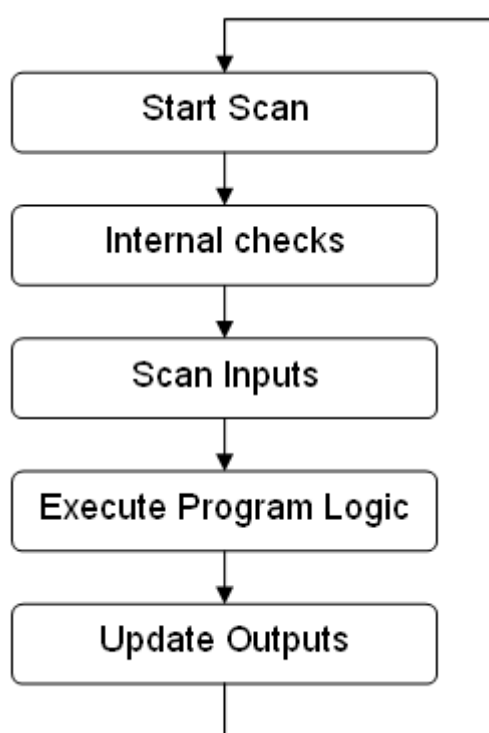 Start Scan
Internal checks
Scan Inputs
Execute Program Logic
Update Outputs